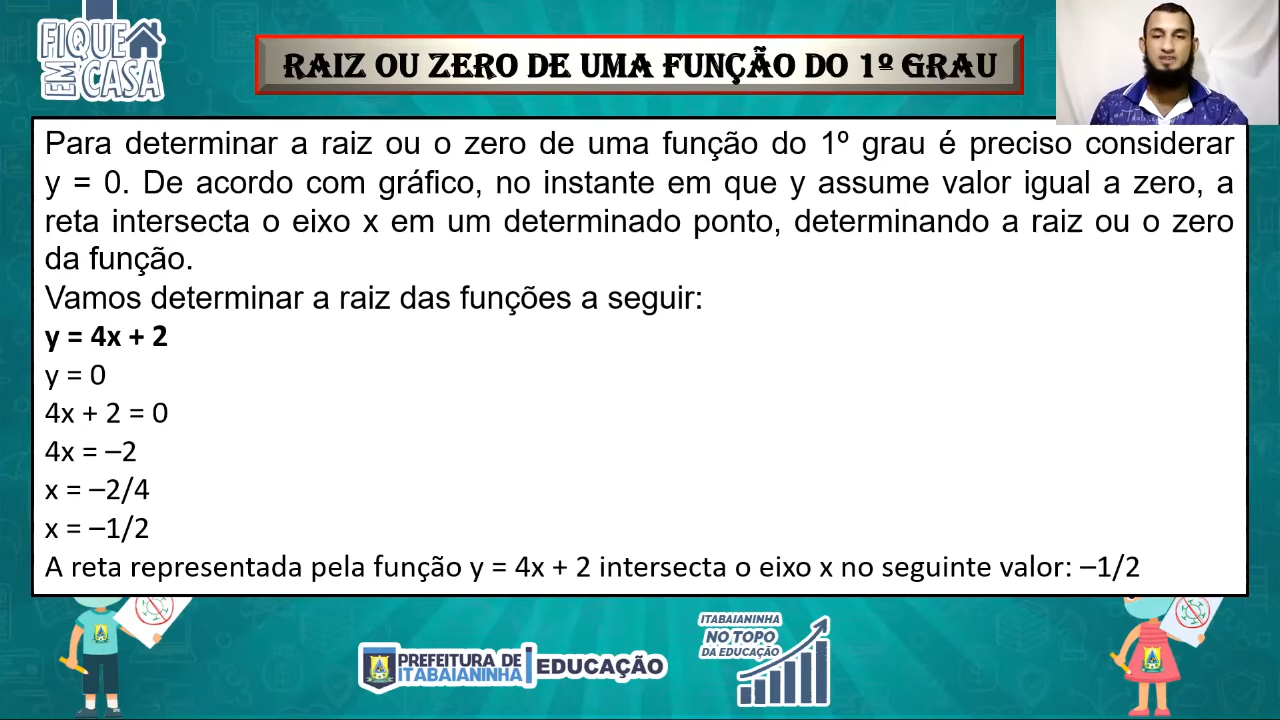 FIQUE
EM
CASA
RAIZ OU ZERO DE UMA FUNÇÃO DO 1º GRAU
Para determinar a raiz ou o zero de uma função do 1º grau é preciso considerar
y = 0. De acordo com gráfico, no instante em que y assume valor igual a zero, a
reta intersecta o eixo x em um determinado ponto, determinando a raiz ou o zero
da função.
Vamos determinar a raiz das funções a seguir:
y = 4x + 2
y = 0
4x + 2 = 0
4x = –2
x = –2/4
x = –1/2
A reta representada pela função y = 4x + 2 intersecta o eixo x no seguinte valor: –1/2
PREFEITURA DE
ITABAIANINHA
EDUCAÇÃO
ITABAIANINHA
NO TOPO
DA EDUCAÇÃO